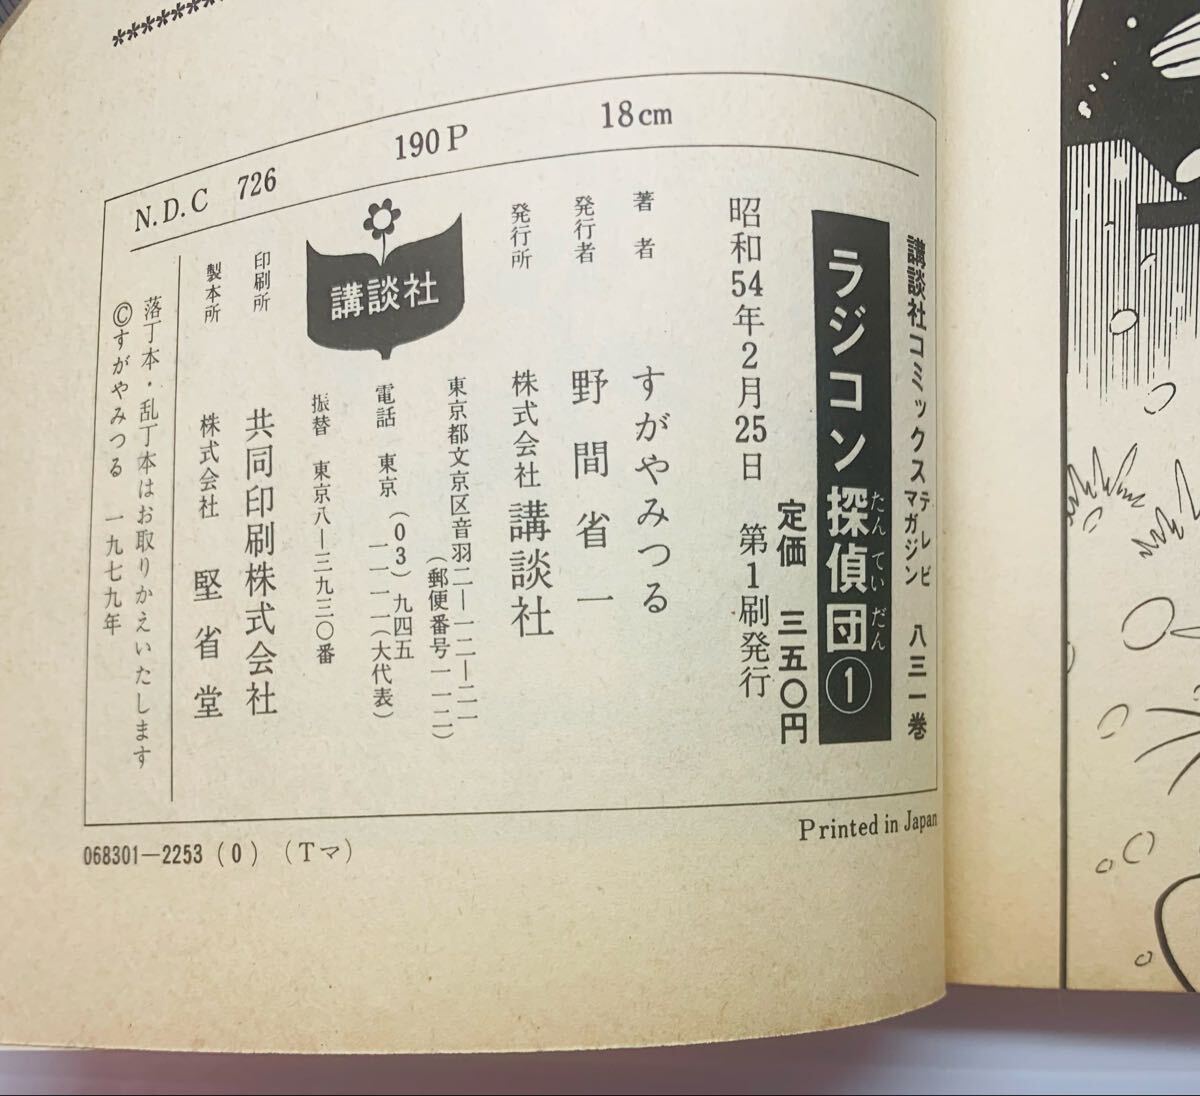 ***
N.D.C 726 190P 18cm
講談社コミックス テレビマガジン 八三一巻
ラジコン探偵団①
たんていだん
定価 三五〇円
昭和54年2月25日 第1刷発行
著者 すがやみつる
発行者 野間省一
発行所 株式会社 講談社
東京都文京区音羽二―一二―二一
(郵便番号一一二)
電話 東京(03)九四五
一一一一(大代表)
振替 東京八―三九三〇番
講談社
印刷所 共同印刷株式会社
製本所 株式会社 堅省堂
落丁本・乱丁本はお取りかえいたします
©すがやみつる 一九七九年
068301―2253 (0) (Tマ)
Printed in Japan